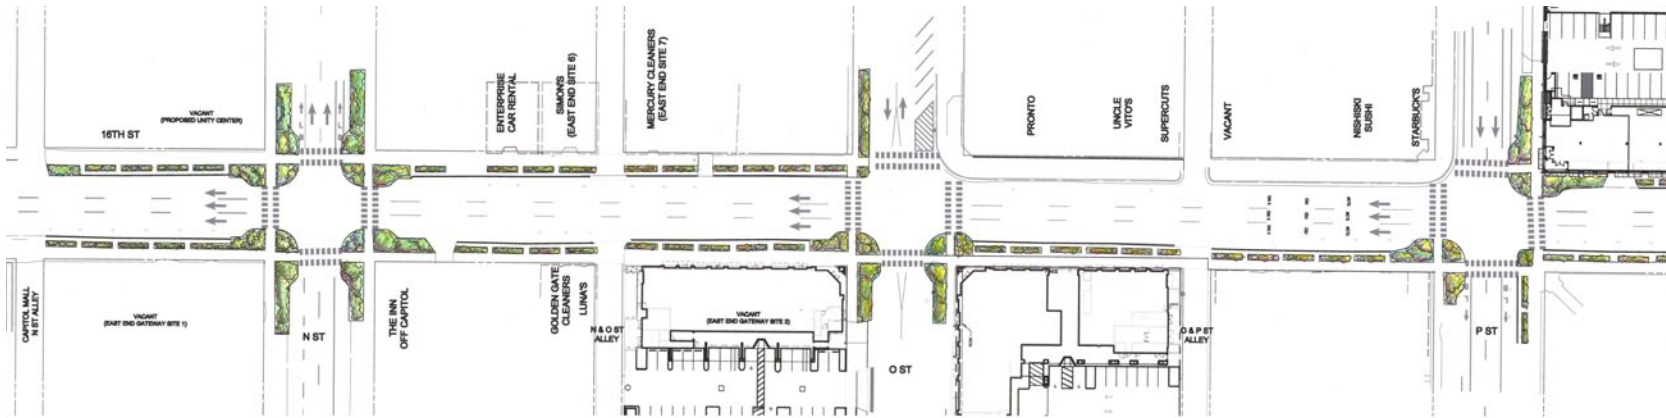 16TH ST
VACANT
(PROPOSED UNITY CENTER)
ENTERPRISE
CAR RENTAL
SIMON'S
(EAST END SITE 6)
MERCURY CLEANERS
(EAST END SITE 7)
PRONTO
UNCLE
VITO'S
SUPERCUTS
VACANT
NISHISKI
SUSHI
STARBUCK'S
CAPITOL MALL
N ST ALLEY
VACANT
(EAST END GATEWAY SITE 1)
N ST
THE INN
OFF CAPITOL
GOLDEN GATE
CLEANERS
LUNA'S
N & O ST
ALLEY
VACANT
(EAST END GATEWAY SITE 2)
O ST
O & P ST
ALLEY
P ST